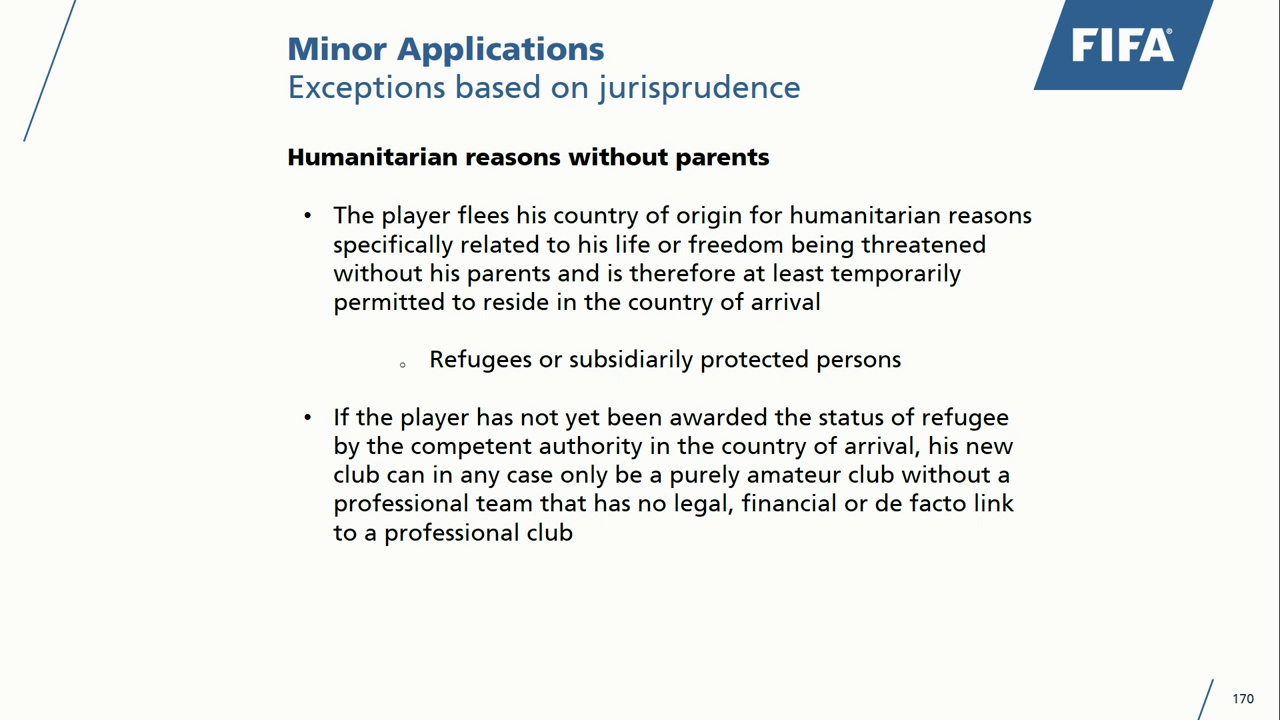 FIFA®
Minor Applications
Exceptions based on jurisprudence
Humanitarian reasons without parents
• The player flees his country of origin for humanitarian reasons
specifically related to his life or freedom being threatened
without his parents and is therefore at least temporarily
permitted to reside in the country of arrival
○ Refugees or subsidiarily protected persons
• If the player has not yet been awarded the status of refugee
by the competent authority in the country of arrival, his new
club can in any case only be a purely amateur club without a
professional team that has no legal, financial or de facto link
to a professional club
170